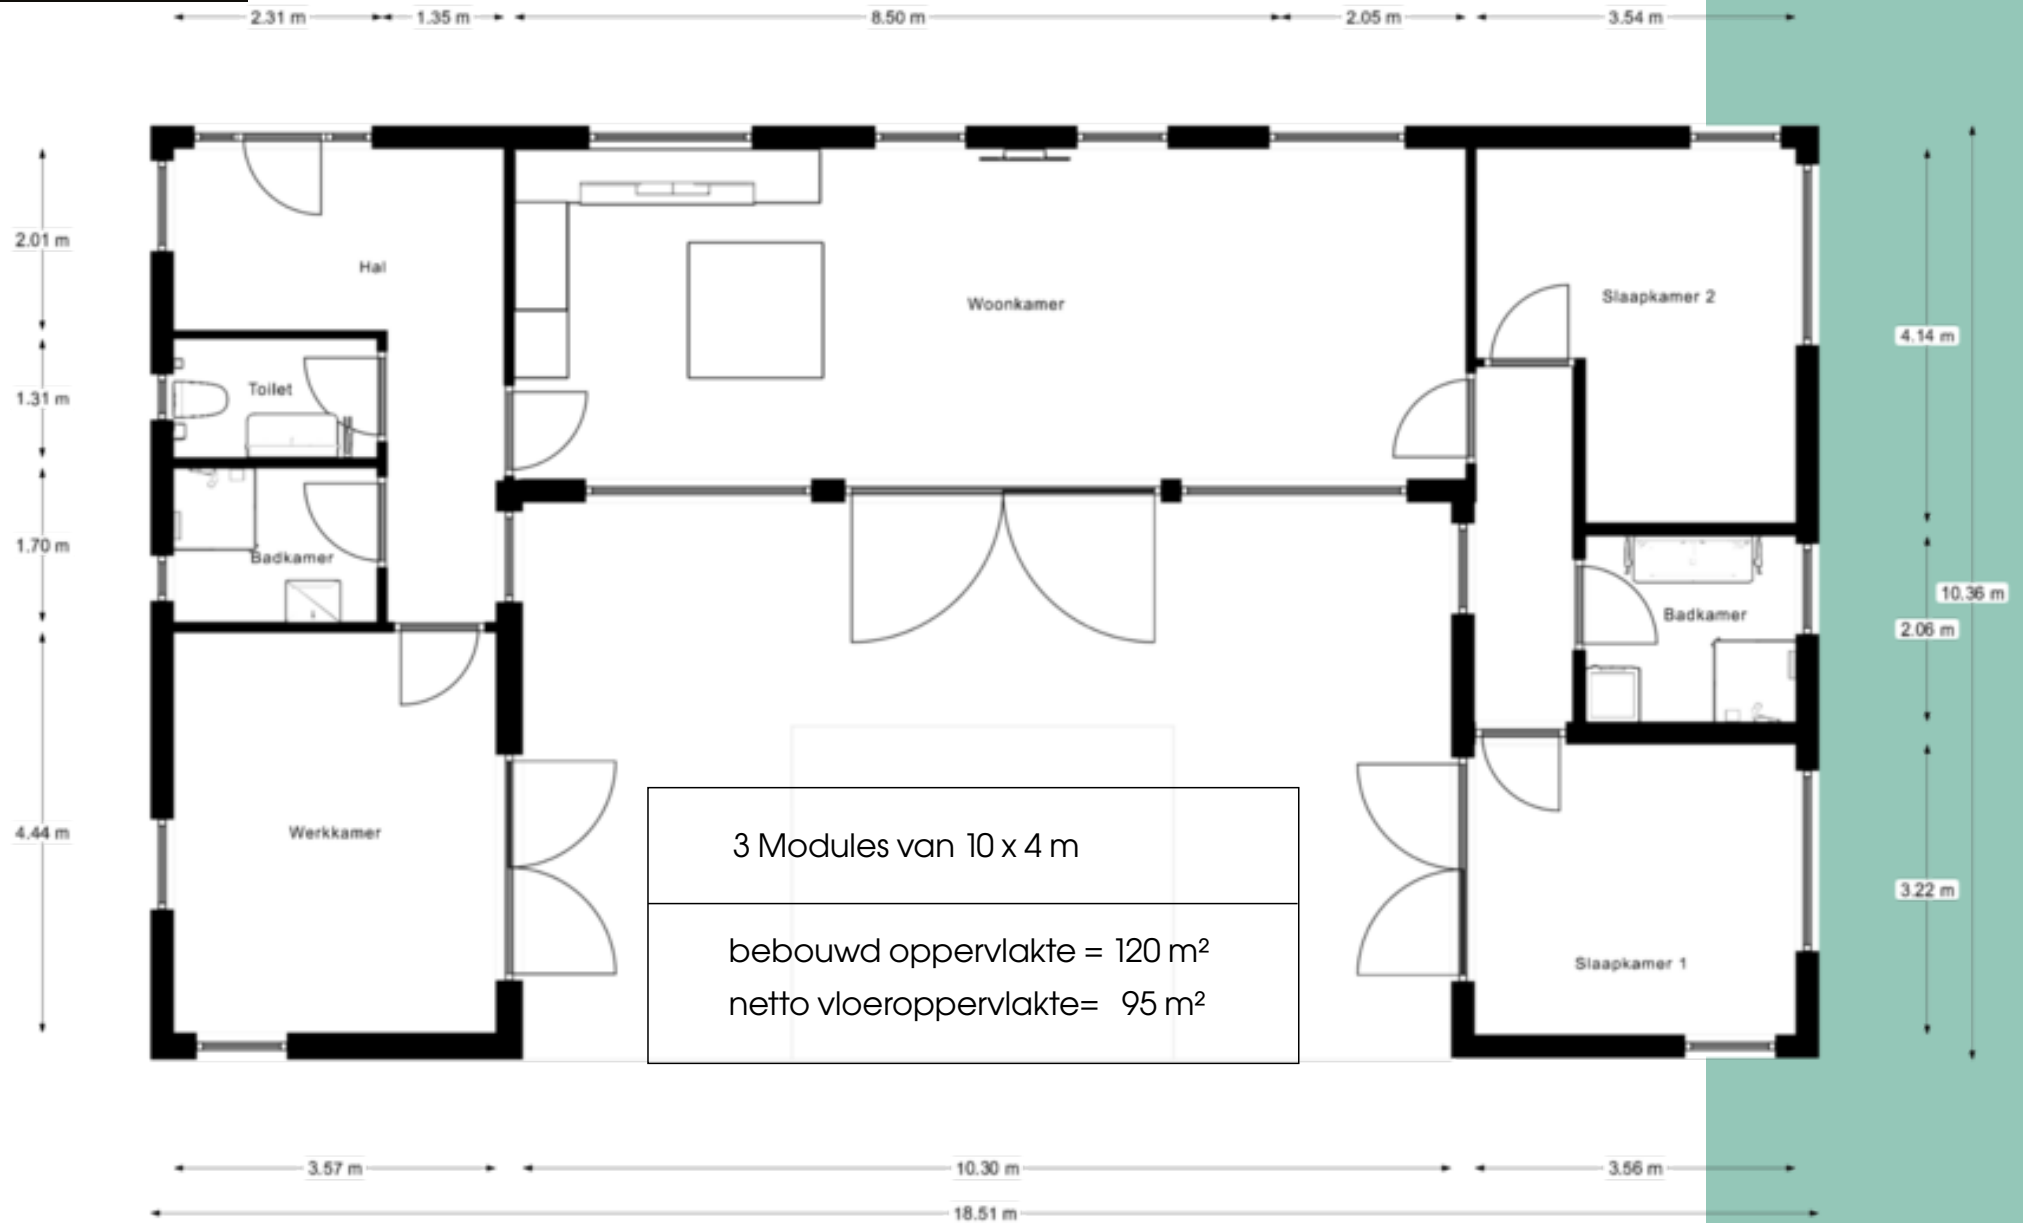 2.31 m 1.35 m 8.50 m 2.05 m 3.54 m
2.01 m
Hal
Woonkamer
Slaapkamer 2
4.14 m
1.31 m
Toilet
1.70 m
Badkamer
10.36 m
Badkamer
2.06 m
4.44 m
Werkkamer
3 Modules van 10 x 4 m
3.22 m
bebouwd oppervlakte = 120 m²
Slaapkamer 1
netto vloeroppervlakte= 95 m²
3.57 m 10.30 m 3.56 m
18.51 m